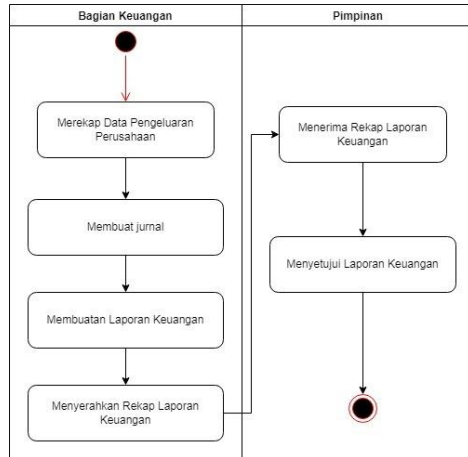 Bagian Keuangan
Pimpinan
Merekap Data Pengeluaran
Perusahaan
Membuat jurnal
Membuatan Laporan Keuangan
Menyerahkan Rekap Laporan
Keuangan
Menerima Rekap Laporan
Keuangan
Menyetujui Laporan Keuangan